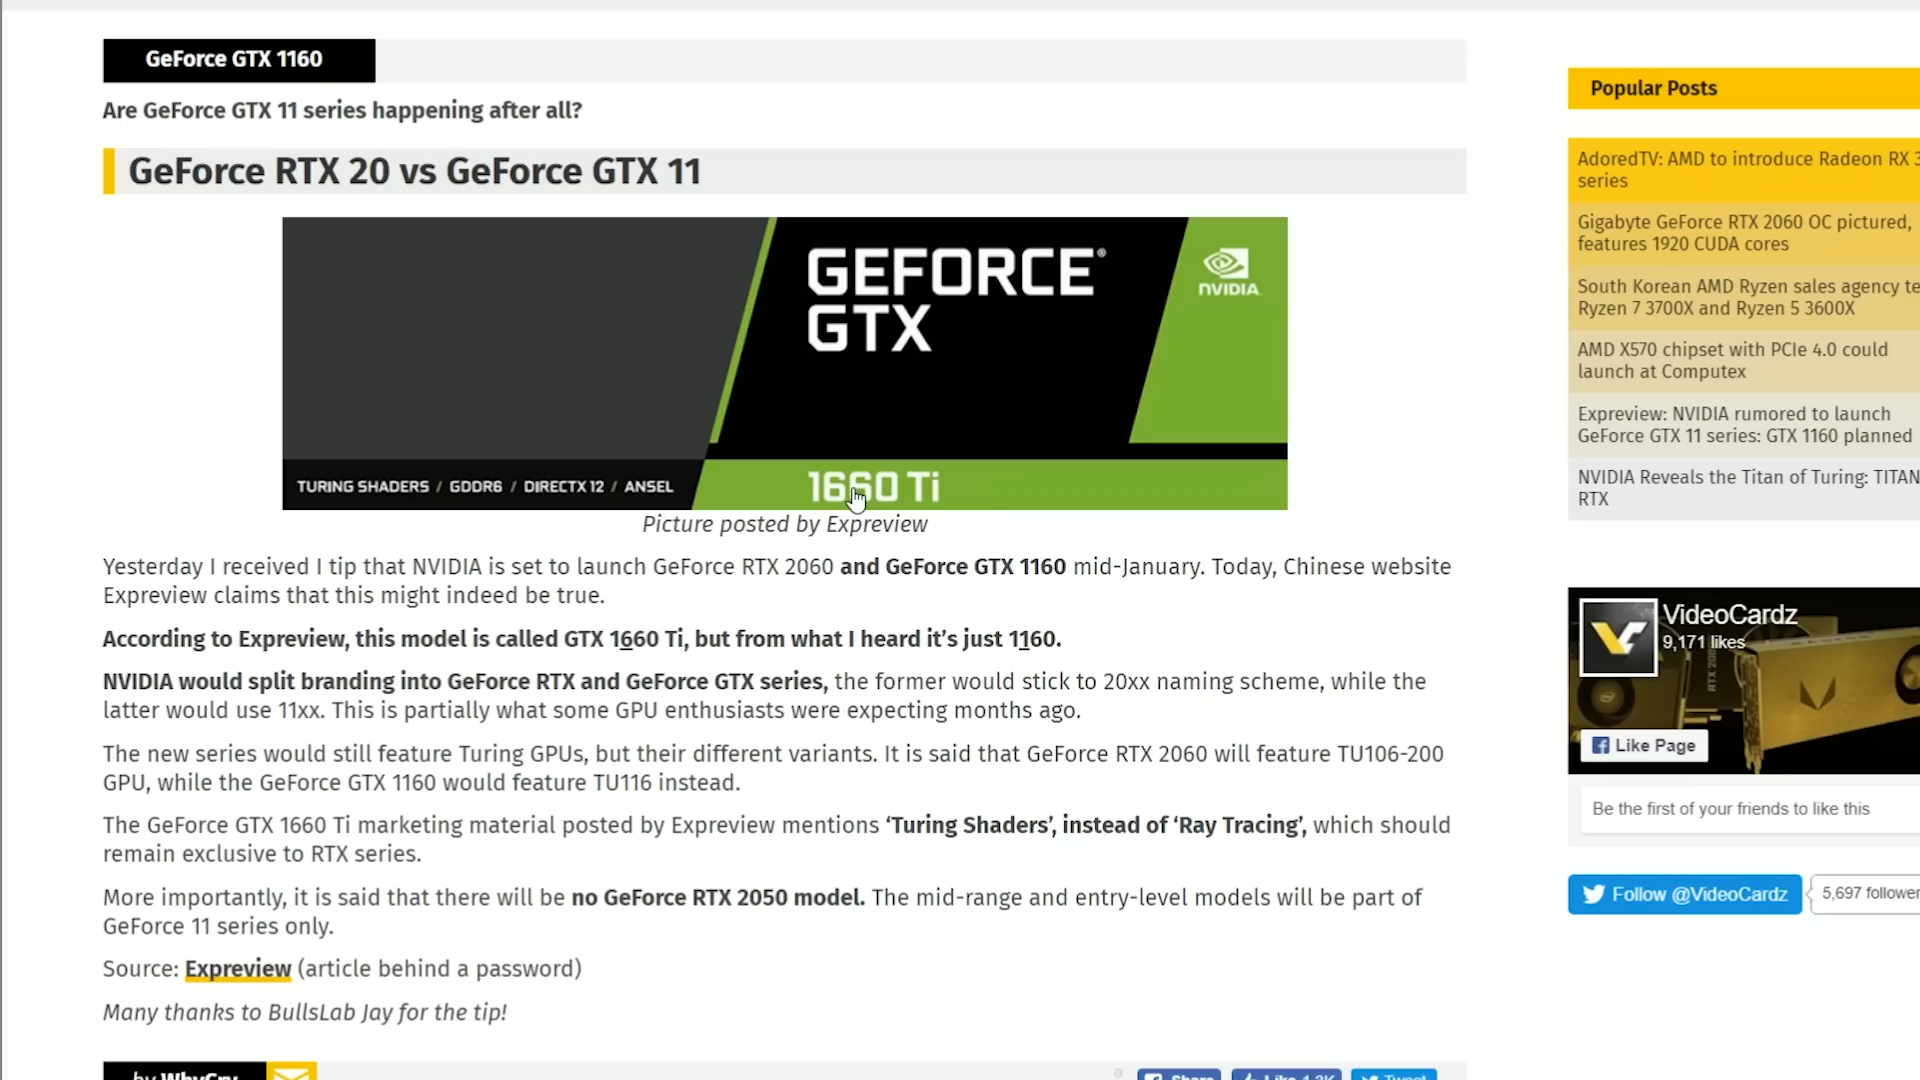 GeForce GTX 1160
Are GeForce GTX 11 series happening after all?
GeForce RTX 20 vs GeForce GTX 11
GEFORCE®
GTX
NVIDIA.
TURING SHADERS / GDDR6 / DIRECTX 12 / ANSEL
1660 Ti
Picture posted by Expreview
Yesterday I received I tip that NVIDIA is set to launch GeForce RTX 2060 and GeForce GTX 1160 mid-January. Today, Chinese website
Expreview claims that this might indeed be true.
According to Expreview, this model is called GTX 1660 Ti, but from what I heard it’s just 1160.
NVIDIA would split branding into GeForce RTX and GeForce GTX series, the former would stick to 20xx naming scheme, while the
latter would use 11xx. This is partially what some GPU enthusiasts were expecting months ago.
The new series would still feature Turing GPUs, but their different variants. It is said that GeForce RTX 2060 will feature TU106-200
GPU, while the GeForce GTX 1160 would feature TU116 instead.
The GeForce GTX 1660 Ti marketing material posted by Expreview mentions ‘Turing Shaders’, instead of ‘Ray Tracing’, which should
remain exclusive to RTX series.
More importantly, it is said that there will be no GeForce RTX 2050 model. The mid-range and entry-level models will be part of
GeForce 11 series only.
Source: Expreview (article behind a password)
Many thanks to BullsLab Jay for the tip!
by WhyCry
Share
Like 1.3K
Tweet
Popular Posts
AdoredTV: AMD to introduce Radeon RX 3
series
Gigabyte GeForce RTX 2060 OC pictured,
features 1920 CUDA cores
South Korean AMD Ryzen sales agency te
Ryzen 7 3700X and Ryzen 5 3600X
AMD X570 chipset with PCIe 4.0 could
launch at Computex
Expreview: NVIDIA rumored to launch
GeForce GTX 11 series: GTX 1160 planned
NVIDIA Reveals the Titan of Turing: TITAN
RTX
VideoCardz
9,171 likes
Like Page
Be the first of your friends to like this
Follow @VideoCardz
5,697 follower